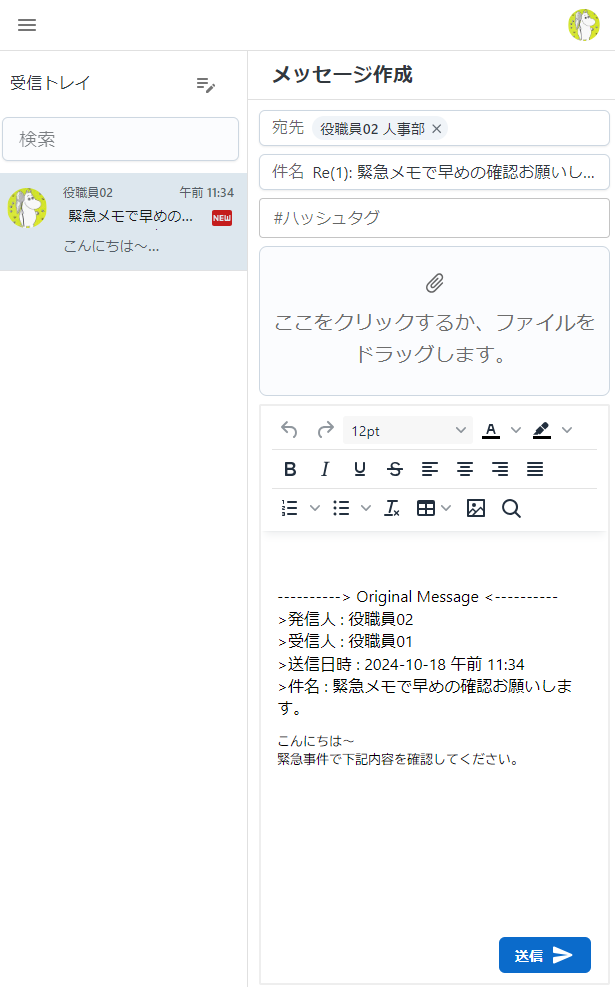 受信トレイ
検索
役職員02 午前 11:34
緊急メモで早めの... NEW
こんにちは～...
メッセージ作成
宛先 役職員02 人事部 ×
件名 Re(1): 緊急メモで早めの確認お願いし...
#ハッシュタグ
ここをクリックするか、ファイルを
ドラッグします。
12pt
----------> Original Message <----------
>発信人 : 役職員02
>受信人 : 役職員01
>送信日時 : 2024-10-18 午前 11:34
>件名 : 緊急メモで早めの確認お願いしま
す。
こんにちは～
緊急事件で下記内容を確認してください。
送信